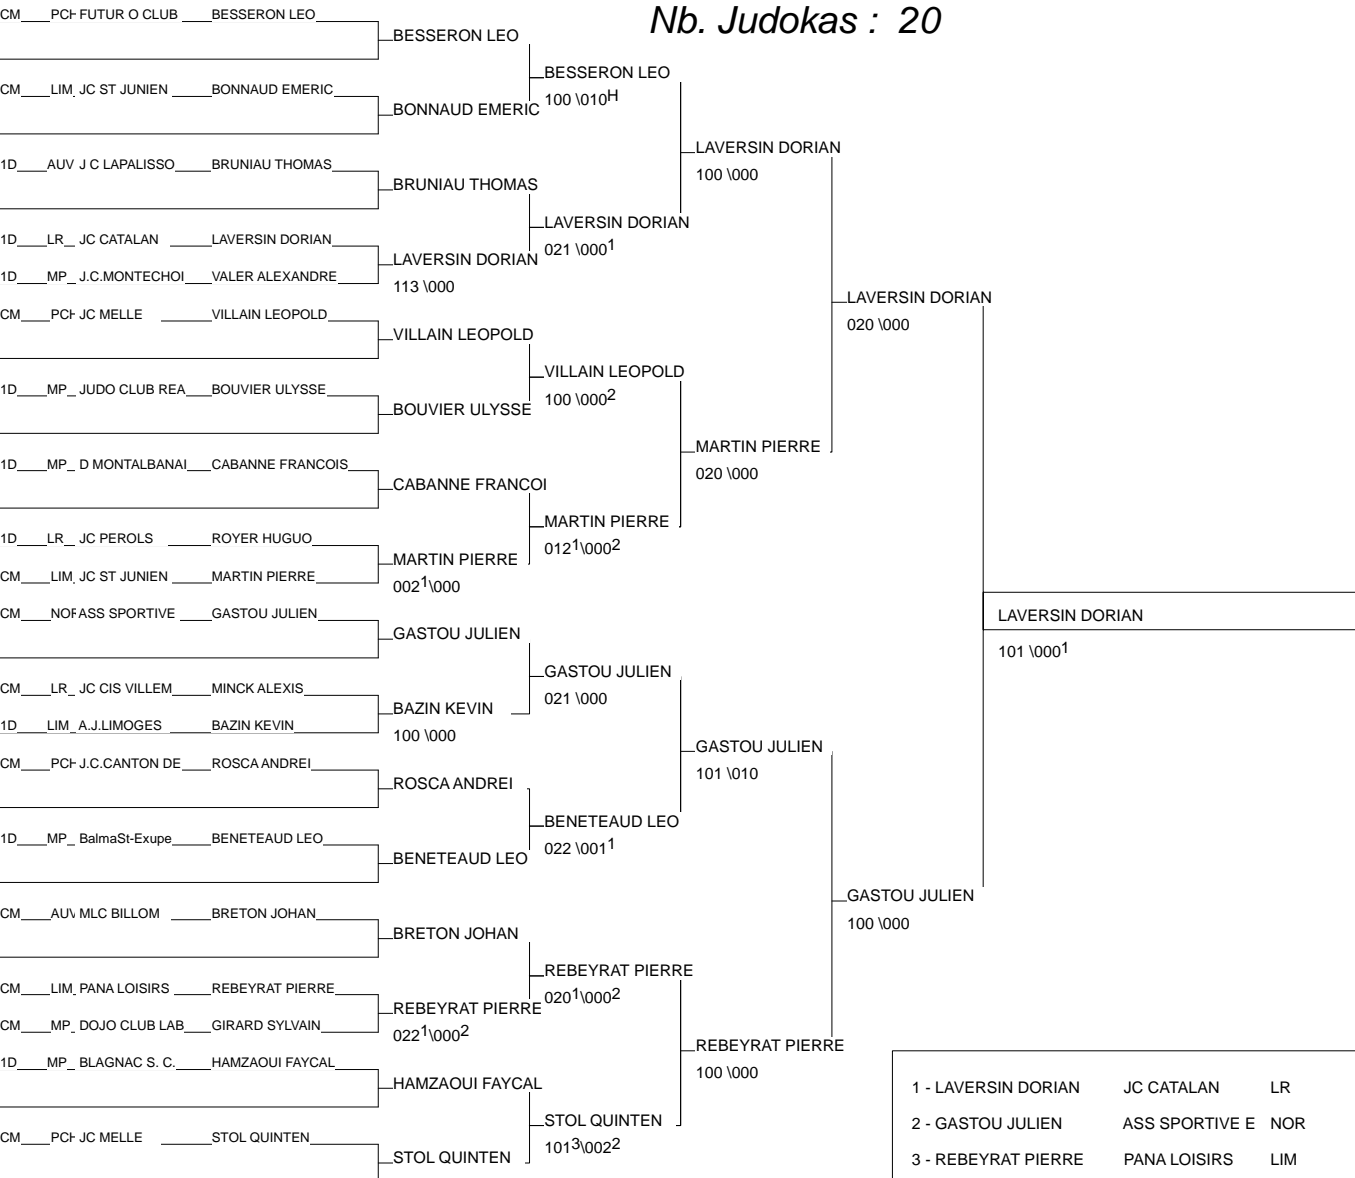 Nb. Judokas : 20
CM PCH FUTUR O CLUB BESSERON LEO
BESSERON LEO
BESSERON LEO
100 \010H
CM LIM JC ST JUNIEN BONNAUD EMERIC
BONNAUD EMERIC
LAVERSIN DORIAN
100 \000
1D AUV J C LAPALISSO BRUNIAU THOMAS
BRUNIAU THOMAS
LAVERSIN DORIAN
021 \0001
1D LR JC CATALAN LAVERSIN DORIAN
LAVERSIN DORIAN
113 \000
1D MP J.C.MONTECHOI VALER ALEXANDRE
LAVERSIN DORIAN
020 \000
CM PCH JC MELLE VILLAIN LEOPOLD
VILLAIN LEOPOLD
VILLAIN LEOPOLD
100 \0002
1D MP JUDO CLUB REA BOUVIER ULYSSE
BOUVIER ULYSSE
MARTIN PIERRE
020 \000
1D MP D MONTALBANAI CABANNE FRANCOIS
CABANNE FRANCOI
MARTIN PIERRE
0121\0002
1D LR JC PEROLS ROYER HUGUO
MARTIN PIERRE
0021\000
CM LIM JC ST JUNIEN MARTIN PIERRE
LAVERSIN DORIAN
101 \0001
CM NOR ASS SPORTIVE GASTOU JULIEN
GASTOU JULIEN
GASTOU JULIEN
021 \000
CM LR JC CIS VILLEM MINCK ALEXIS
BAZIN KEVIN
100 \000
1D LIM A.J.LIMOGES BAZIN KEVIN
GASTOU JULIEN
101 \010
CM PCH J.C.CANTON DE ROSCA ANDREI
ROSCA ANDREI
BENETEAUD LEO
022 \0011
1D MP BalmaSt-Exupe BENETEAUD LEO
BENETEAUD LEO
GASTOU JULIEN
100 \000
CM AUV MLC BILLOM BRETON JOHAN
BRETON JOHAN
REBEYRAT PIERRE
0201\0002
CM LIM PANA LOISIRS REBEYRAT PIERRE
REBEYRAT PIERRE
0221\0002
CM MP DOJO CLUB LAB GIRARD SYLVAIN
REBEYRAT PIERRE
100 \000
1D MP BLAGNAC S. C. HAMZAOUI FAYCAL
HAMZAOUI FAYCAL
STOL QUINTEN
1013\0022
CM PCH JC MELLE STOL QUINTEN
STOL QUINTEN
1 - LAVERSIN DORIAN JC CATALAN LR
2 - GASTOU JULIEN ASS SPORTIVE E NOR
3 - REBEYRAT PIERRE PANA LOISIRS LIM